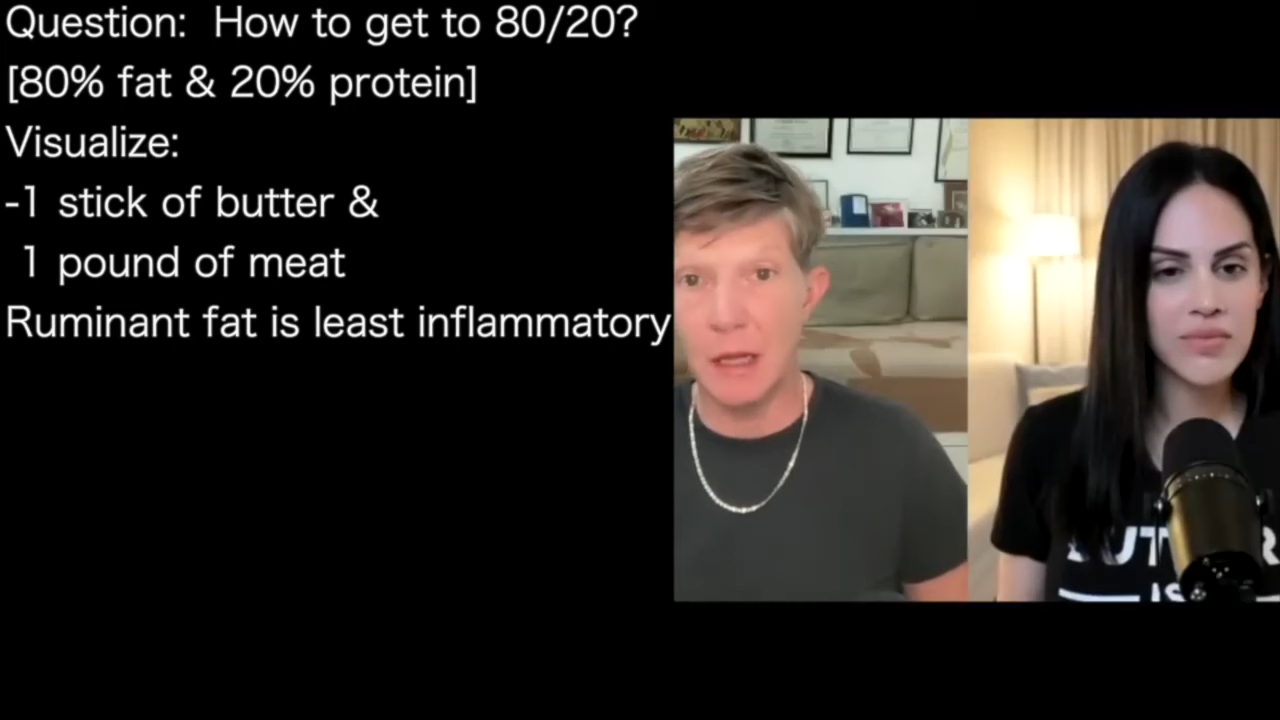 Question:  How to get to 80/20?
[80% fat & 20% protein]
Visualize:
-1 stick of butter &
1 pound of meat
Ruminant fat is least inflammatory